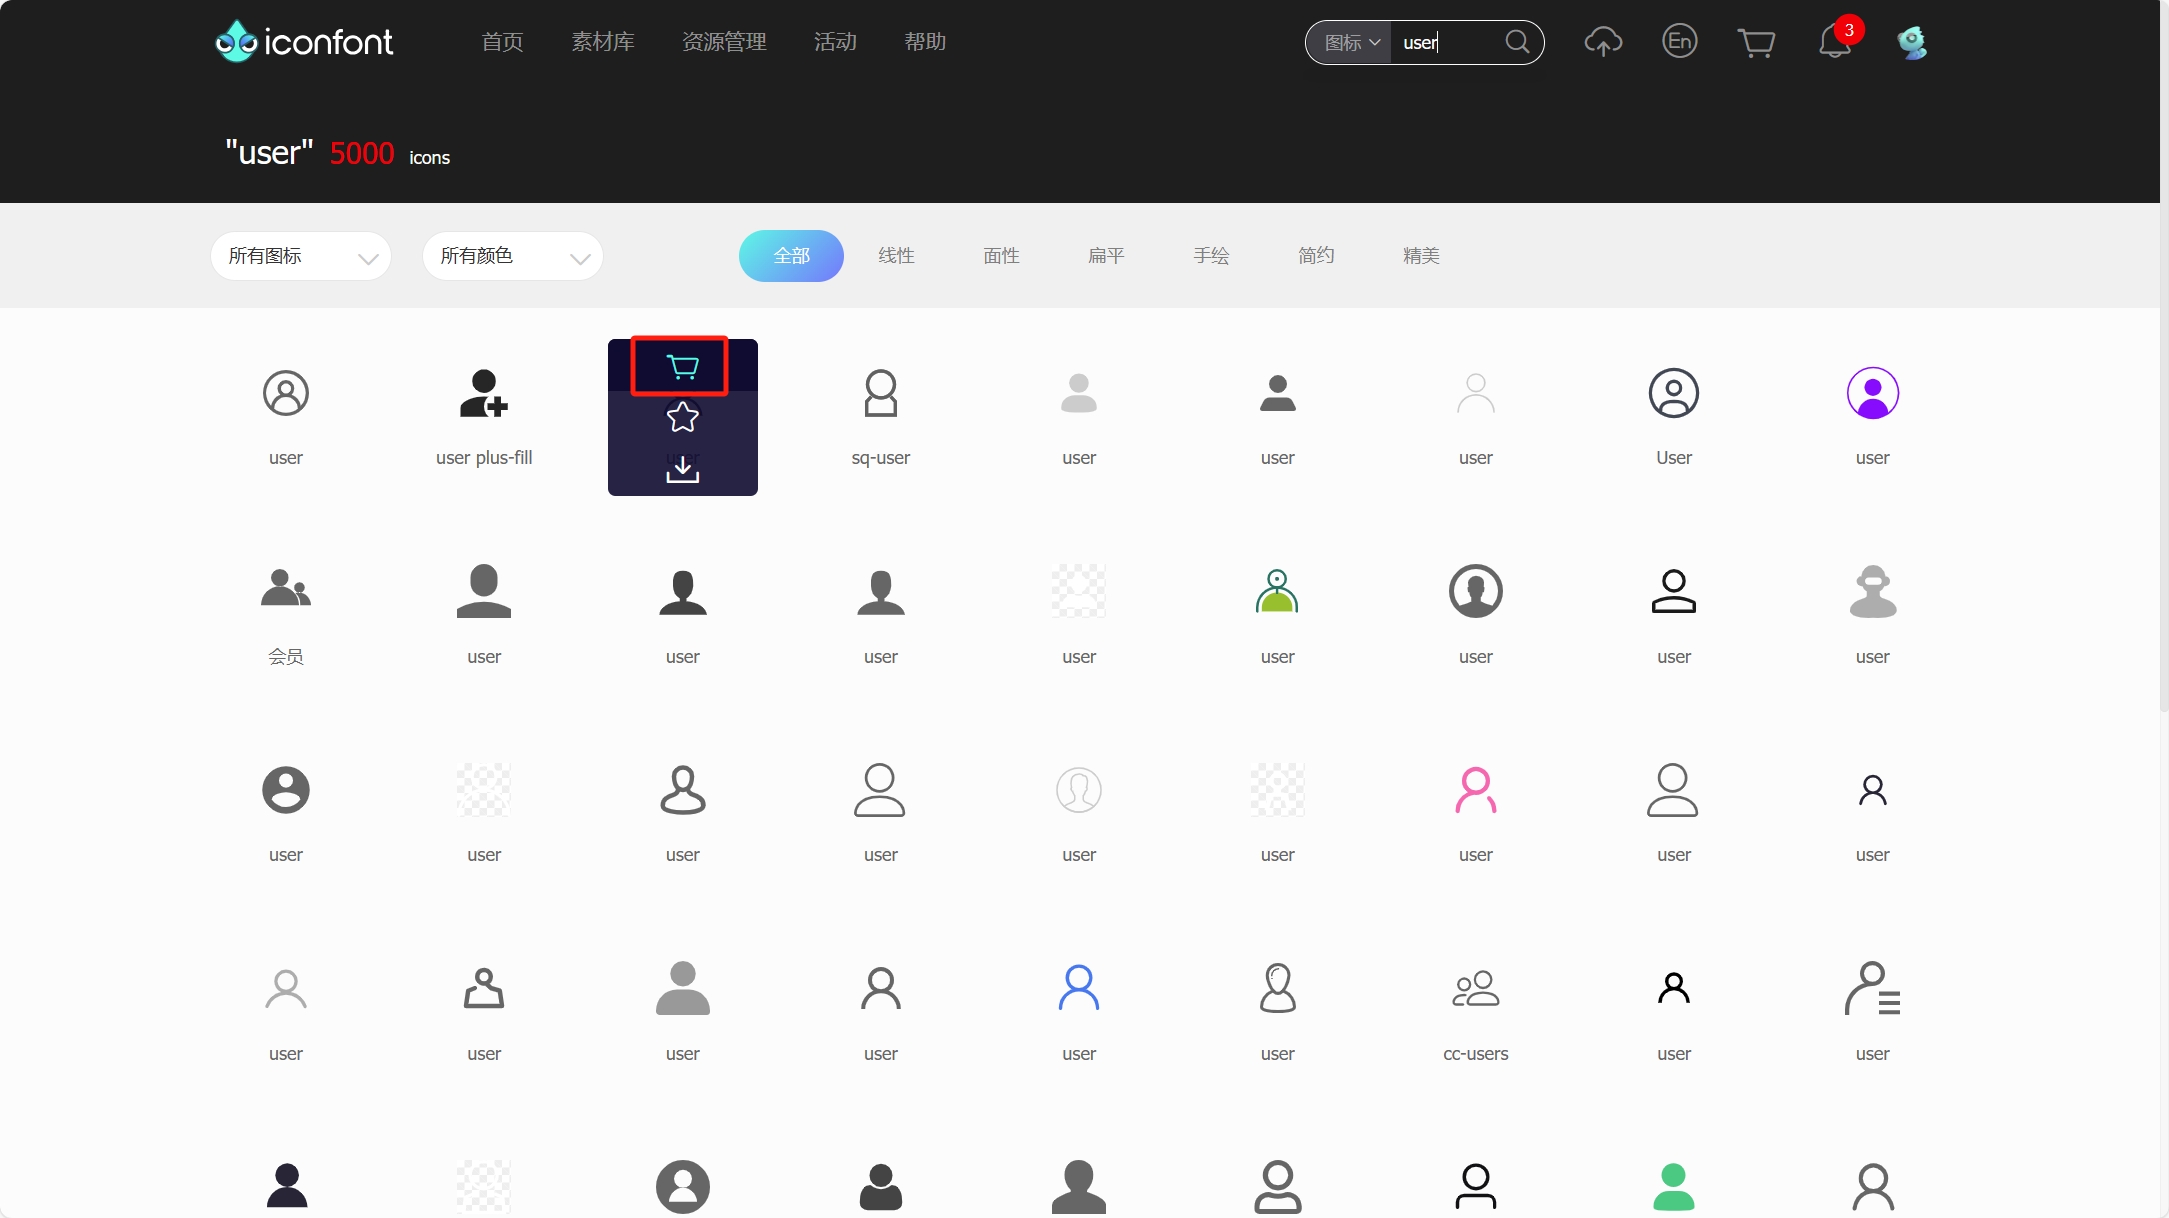 iconfont 首页 素材库 资源管理 活动 帮助 图标 user En 3
"user" 5000 icons
所有图标 所有颜色 全部 线性 面性 扁平 手绘 简约 精美
user user plus-fill user sq-user user user user User user
会员 user user user user user user user user
user user user user user user user user user
user user user user user user cc-users user user